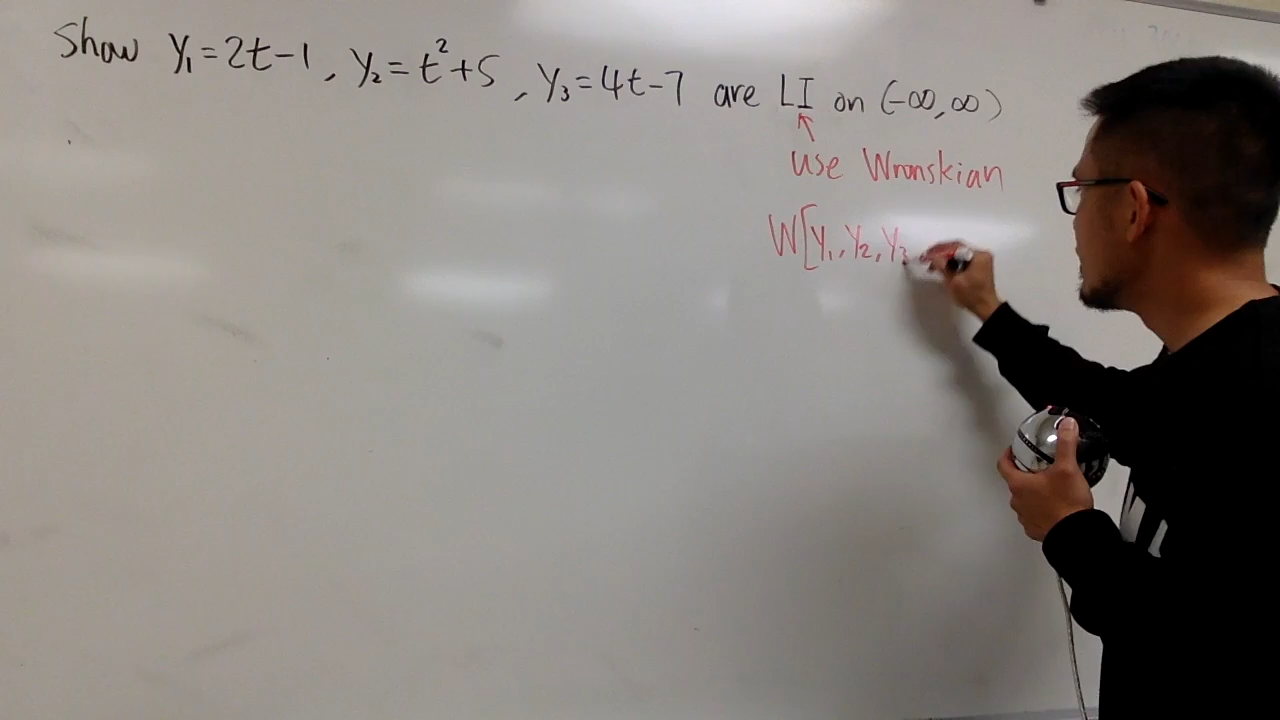 Show y₁=2t-1, y₂=t²+5, y₃=4t-7 are LI on (-∞,∞)
use Wronskian
W[y₁,y₂,y₃